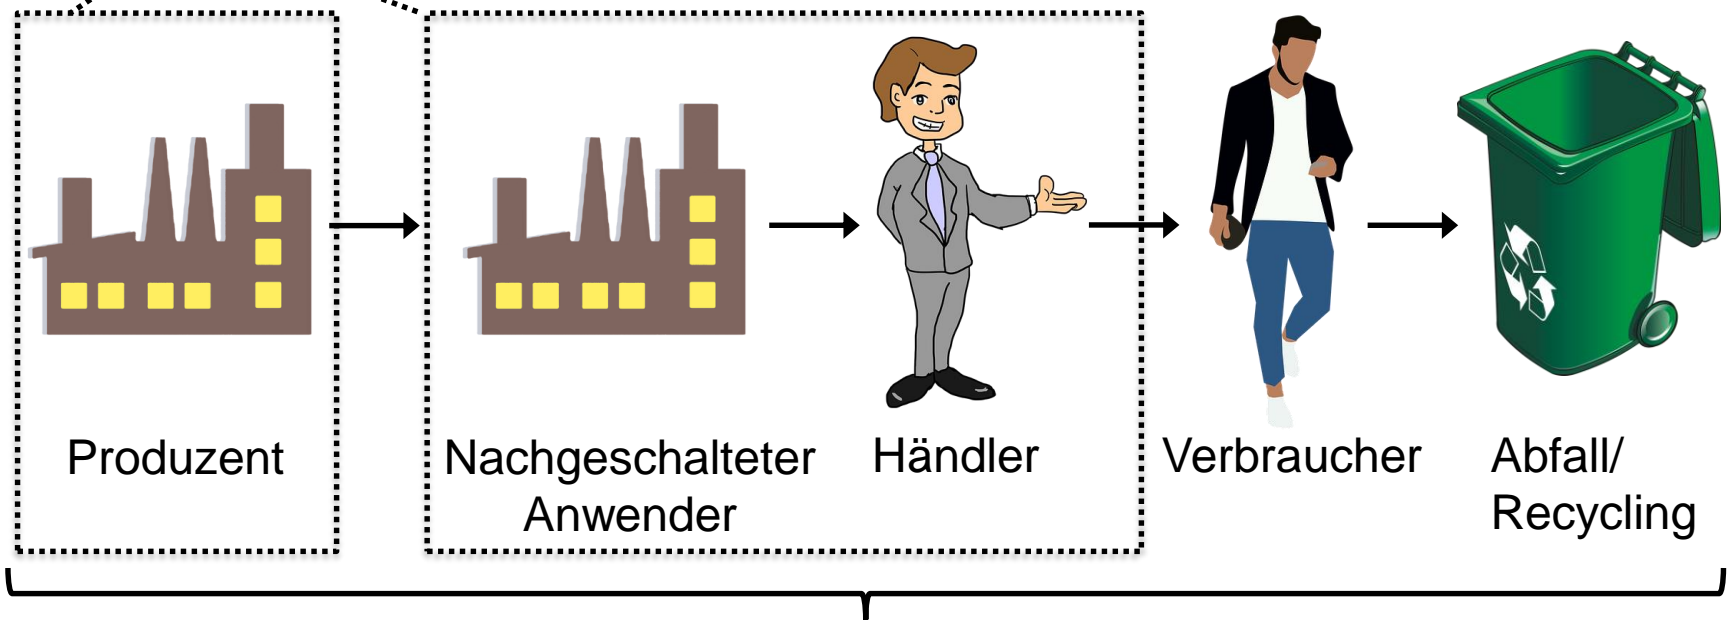 Produzent
Nachgeschalteter
Anwender
Händler
Verbraucher
Abfall/
Recycling